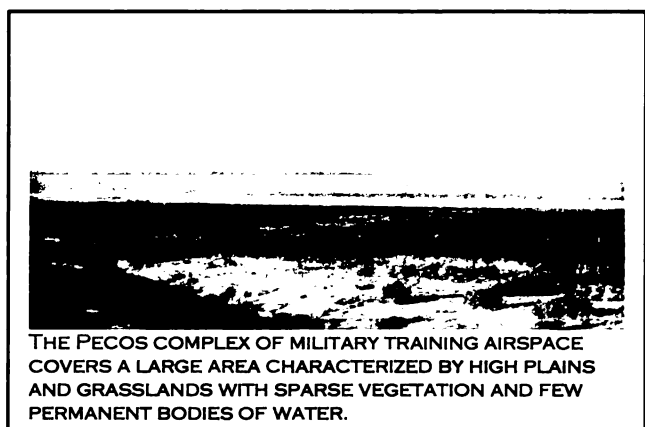 THE PECOS COMPLEX OF MILITARY TRAINING AIRSPACE
COVERS A LARGE AREA CHARACTERIZED BY HIGH PLAINS
AND GRASSLANDS WITH SPARSE VEGETATION AND FEW
PERMANENT BODIES OF WATER.